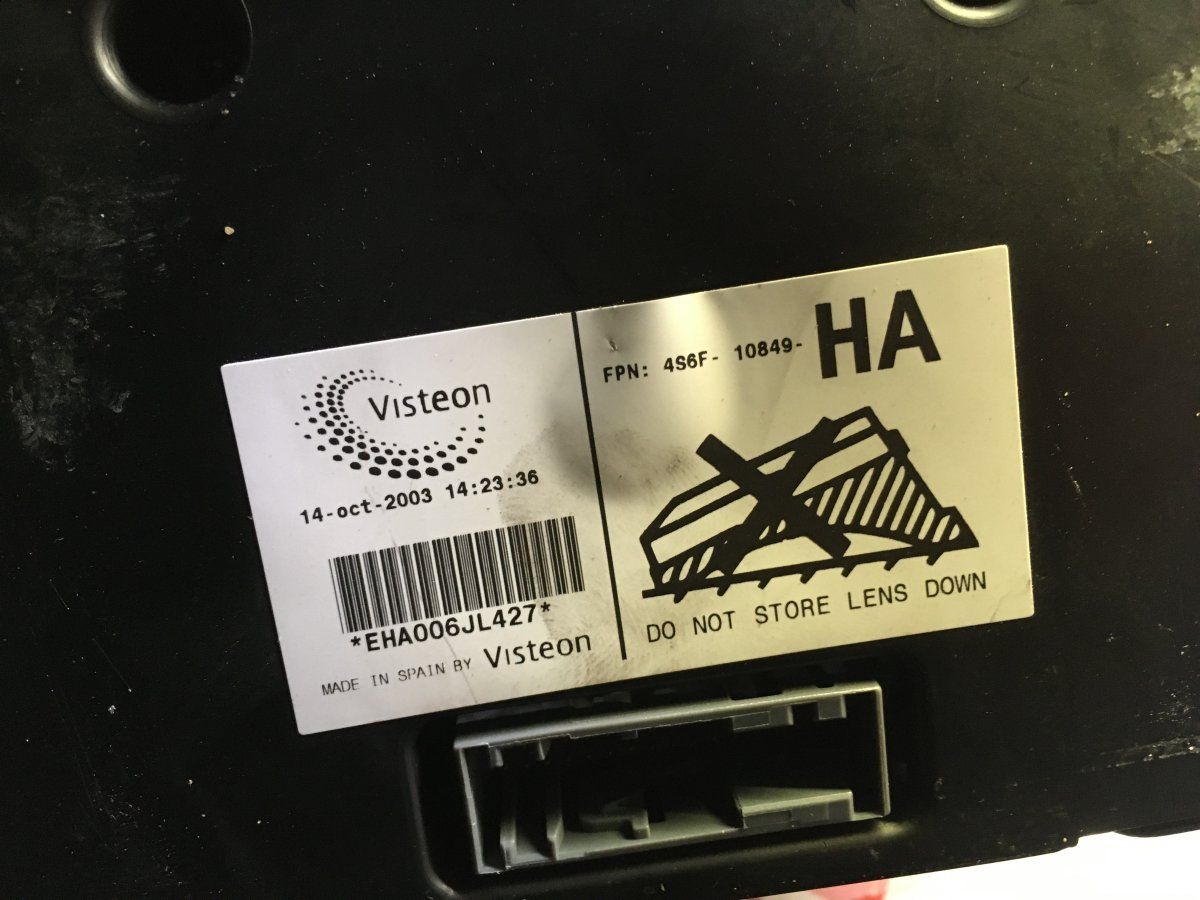 Visteon
14-oct-2003 14:23:36
*EHA006JL427*
MADE IN SPAIN BY Visteon
FPN: 4S6F- 10849- HA
DO NOT STORE LENS DOWN